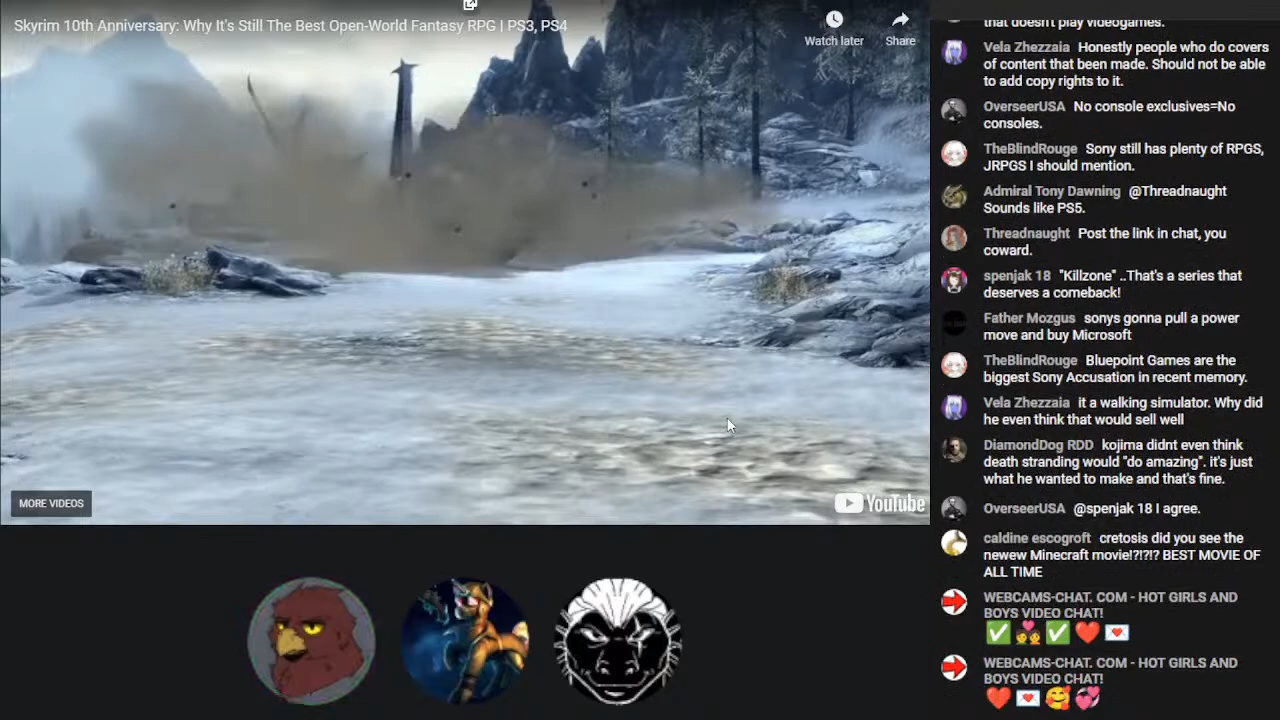 Skyrim 10th Anniversary: Why It's Still The Best Open-World Fantasy RPG | PS3, PS4
Watch later
Share
MORE VIDEOS
YouTube
that doesn't play videogames.
Vela Zhezzaia Honestly people who do covers
of content that been made. Should not be able
to add copy rights to it.
OverseerUSA No console exclusives=No
consoles.
TheBlindRouge Sony still has plenty of RPGS,
JRPGS I should mention.
Admiral Tony Dawning @Threadnaught
Sounds like PS5.
Threadnaught Post the link in chat, you
coward.
spenjak 18 "Killzone" ..That's a series that
deserves a comeback!
Father Mozgus sonys gonna pull a power
move and buy Microsoft
TheBlindRouge Bluepoint Games are the
biggest Sony Accusation in recent memory.
Vela Zhezzaia it a walking simulator. Why did
he even think that would sell well
DiamondDog RDD kojima didnt even think
death stranding would "do amazing". it's just
what he wanted to make and that's fine.
OverseerUSA @spenjak 18 I agree.
caldine escogroft cretosis did you see the
newew Minecraft movie!?!?!? BEST MOVIE OF
ALL TIME
WEBCAMS-CHAT. COM - HOT GIRLS AND
BOYS VIDEO CHAT!
WEBCAMS-CHAT. COM - HOT GIRLS AND
BOYS VIDEO CHAT!